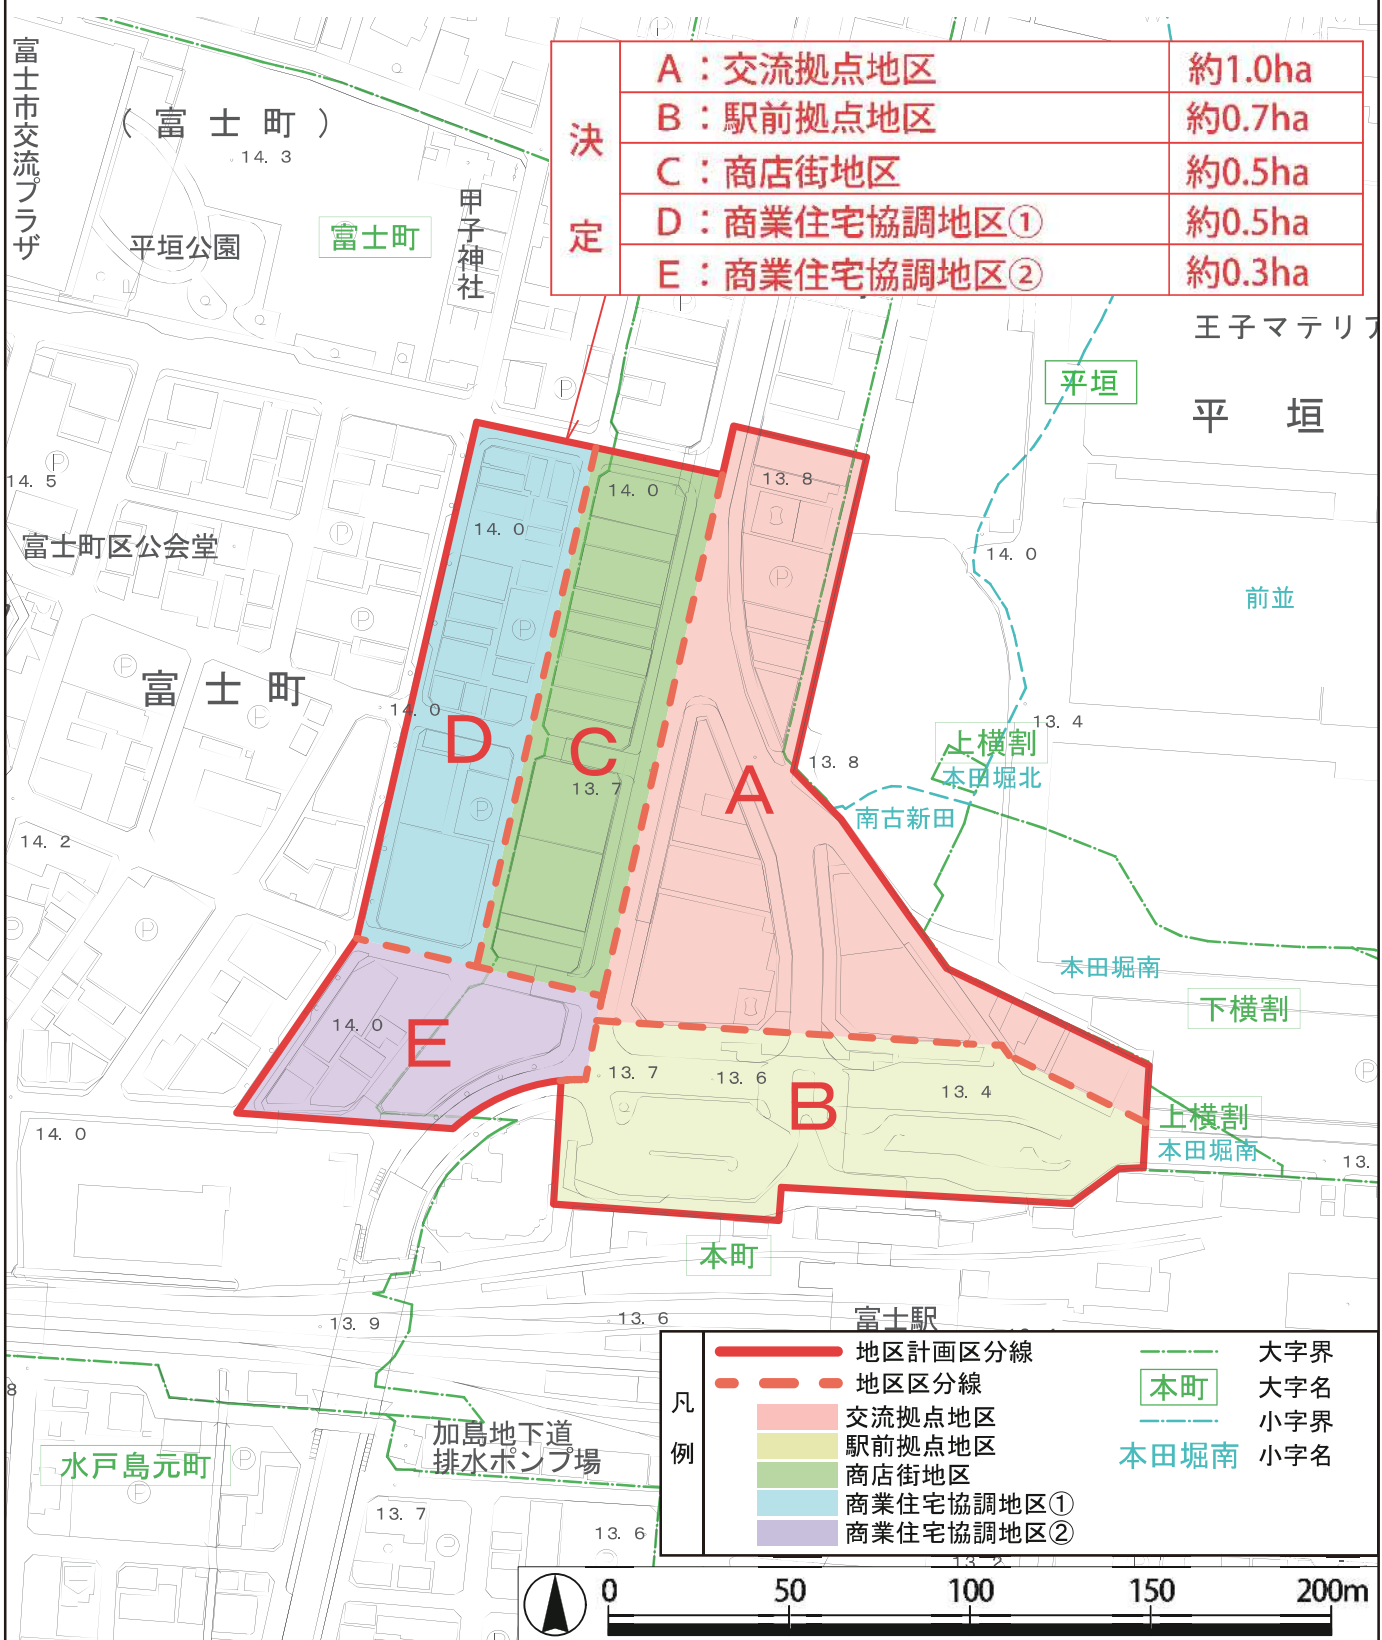 富士市交流プラザ
（富士町）
14.3
平垣公園
富士町
甲子神社
決定
A：交流拠点地区 約1.0ha
B：駅前拠点地区 約0.7ha
C：商店街地区 約0.5ha
D：商業住宅協調地区① 約0.5ha
E：商業住宅協調地区② 約0.3ha
王子マテリア
平垣
平 垣
P
14.5
P
富士町区公会堂
P
14.0
14.0
13.8
P
14.0
前並
P
P
P
富士町
P
14.0
D
C
A
13.7
13.8
13.4
上横割
本田堀北
南古新田
P
14.2
P
P
本田堀南
下横割
14.0
E
13.7
13.6
B
13.4
P
上横割
本田堀南
14.0
13.
本町
13.9
13.6
富士駅
8
加島地下道
排水ポンプ場
水戸島元町
P
P
13.7
P
13.6
P
P
凡例
地区計画区分線
地区区分線
交流拠点地区
駅前拠点地区
商店街地区
商業住宅協調地区①
商業住宅協調地区②
大字界
本町 大字名
小字界
本田堀南 小字名
13.2
0 50 100 150 200m